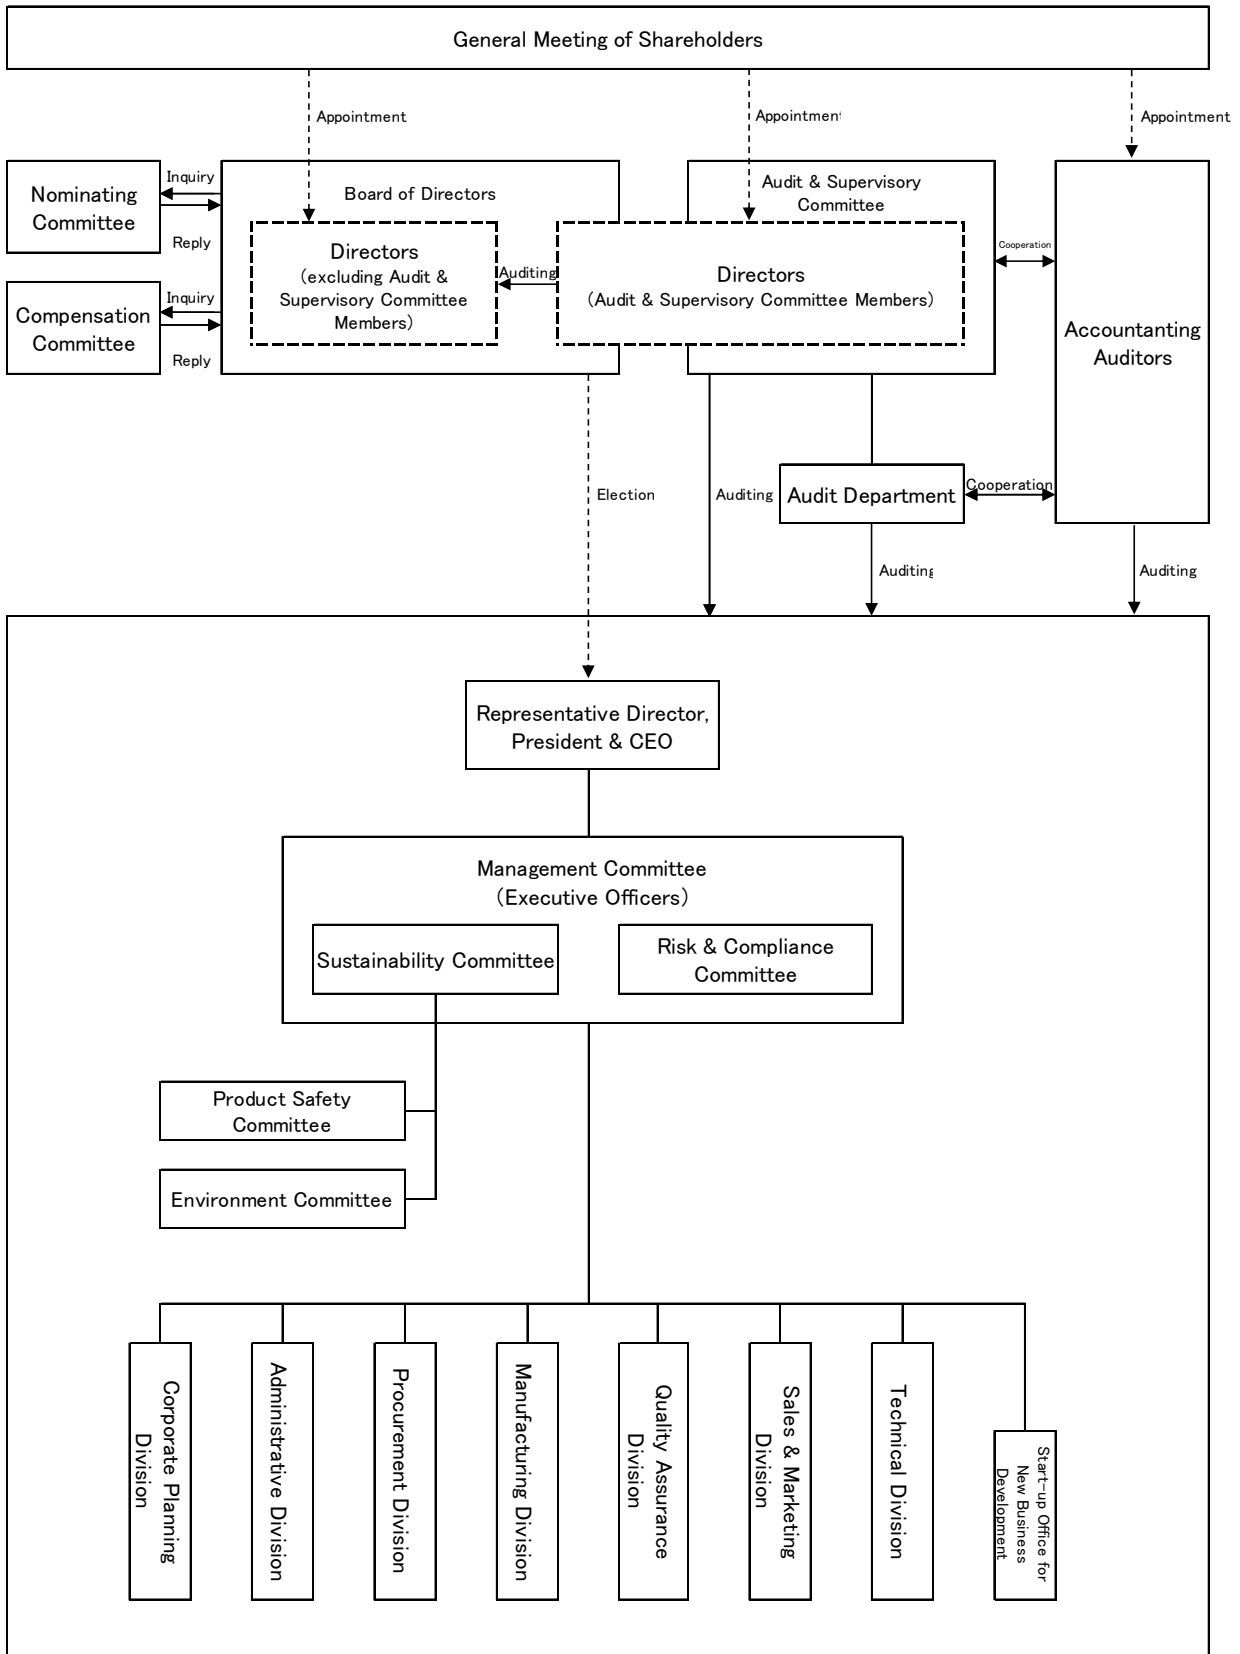 General Meeting of Shareholders
Appointment
Appointment
Appointment
Nominating
Committee
Inquiry
Reply
Compensation
Committee
Inquiry
Reply
Board of Directors
Directors
(excluding Audit &
Supervisory Committee
Members)
Auditing
Audit & Supervisory
Committee
Directors
(Audit & Supervisory Committee Members)
Cooperation
Accountanting
Auditors
Election
Auditing
Audit Department
Cooperation
Auditing
Auditing
Representative Director,
President & CEO
Management Committee
(Executive Officers)
Sustainability Committee
Risk & Compliance
Committee
Product Safety
Committee
Environment Committee
Corporate Planning
Division
Administrative Division
Procurement Division
Manufacturing Division
Quality Assurance
Division
Sales & Marketing
Division
Technical Division
Start-up Office for
New Business
Development